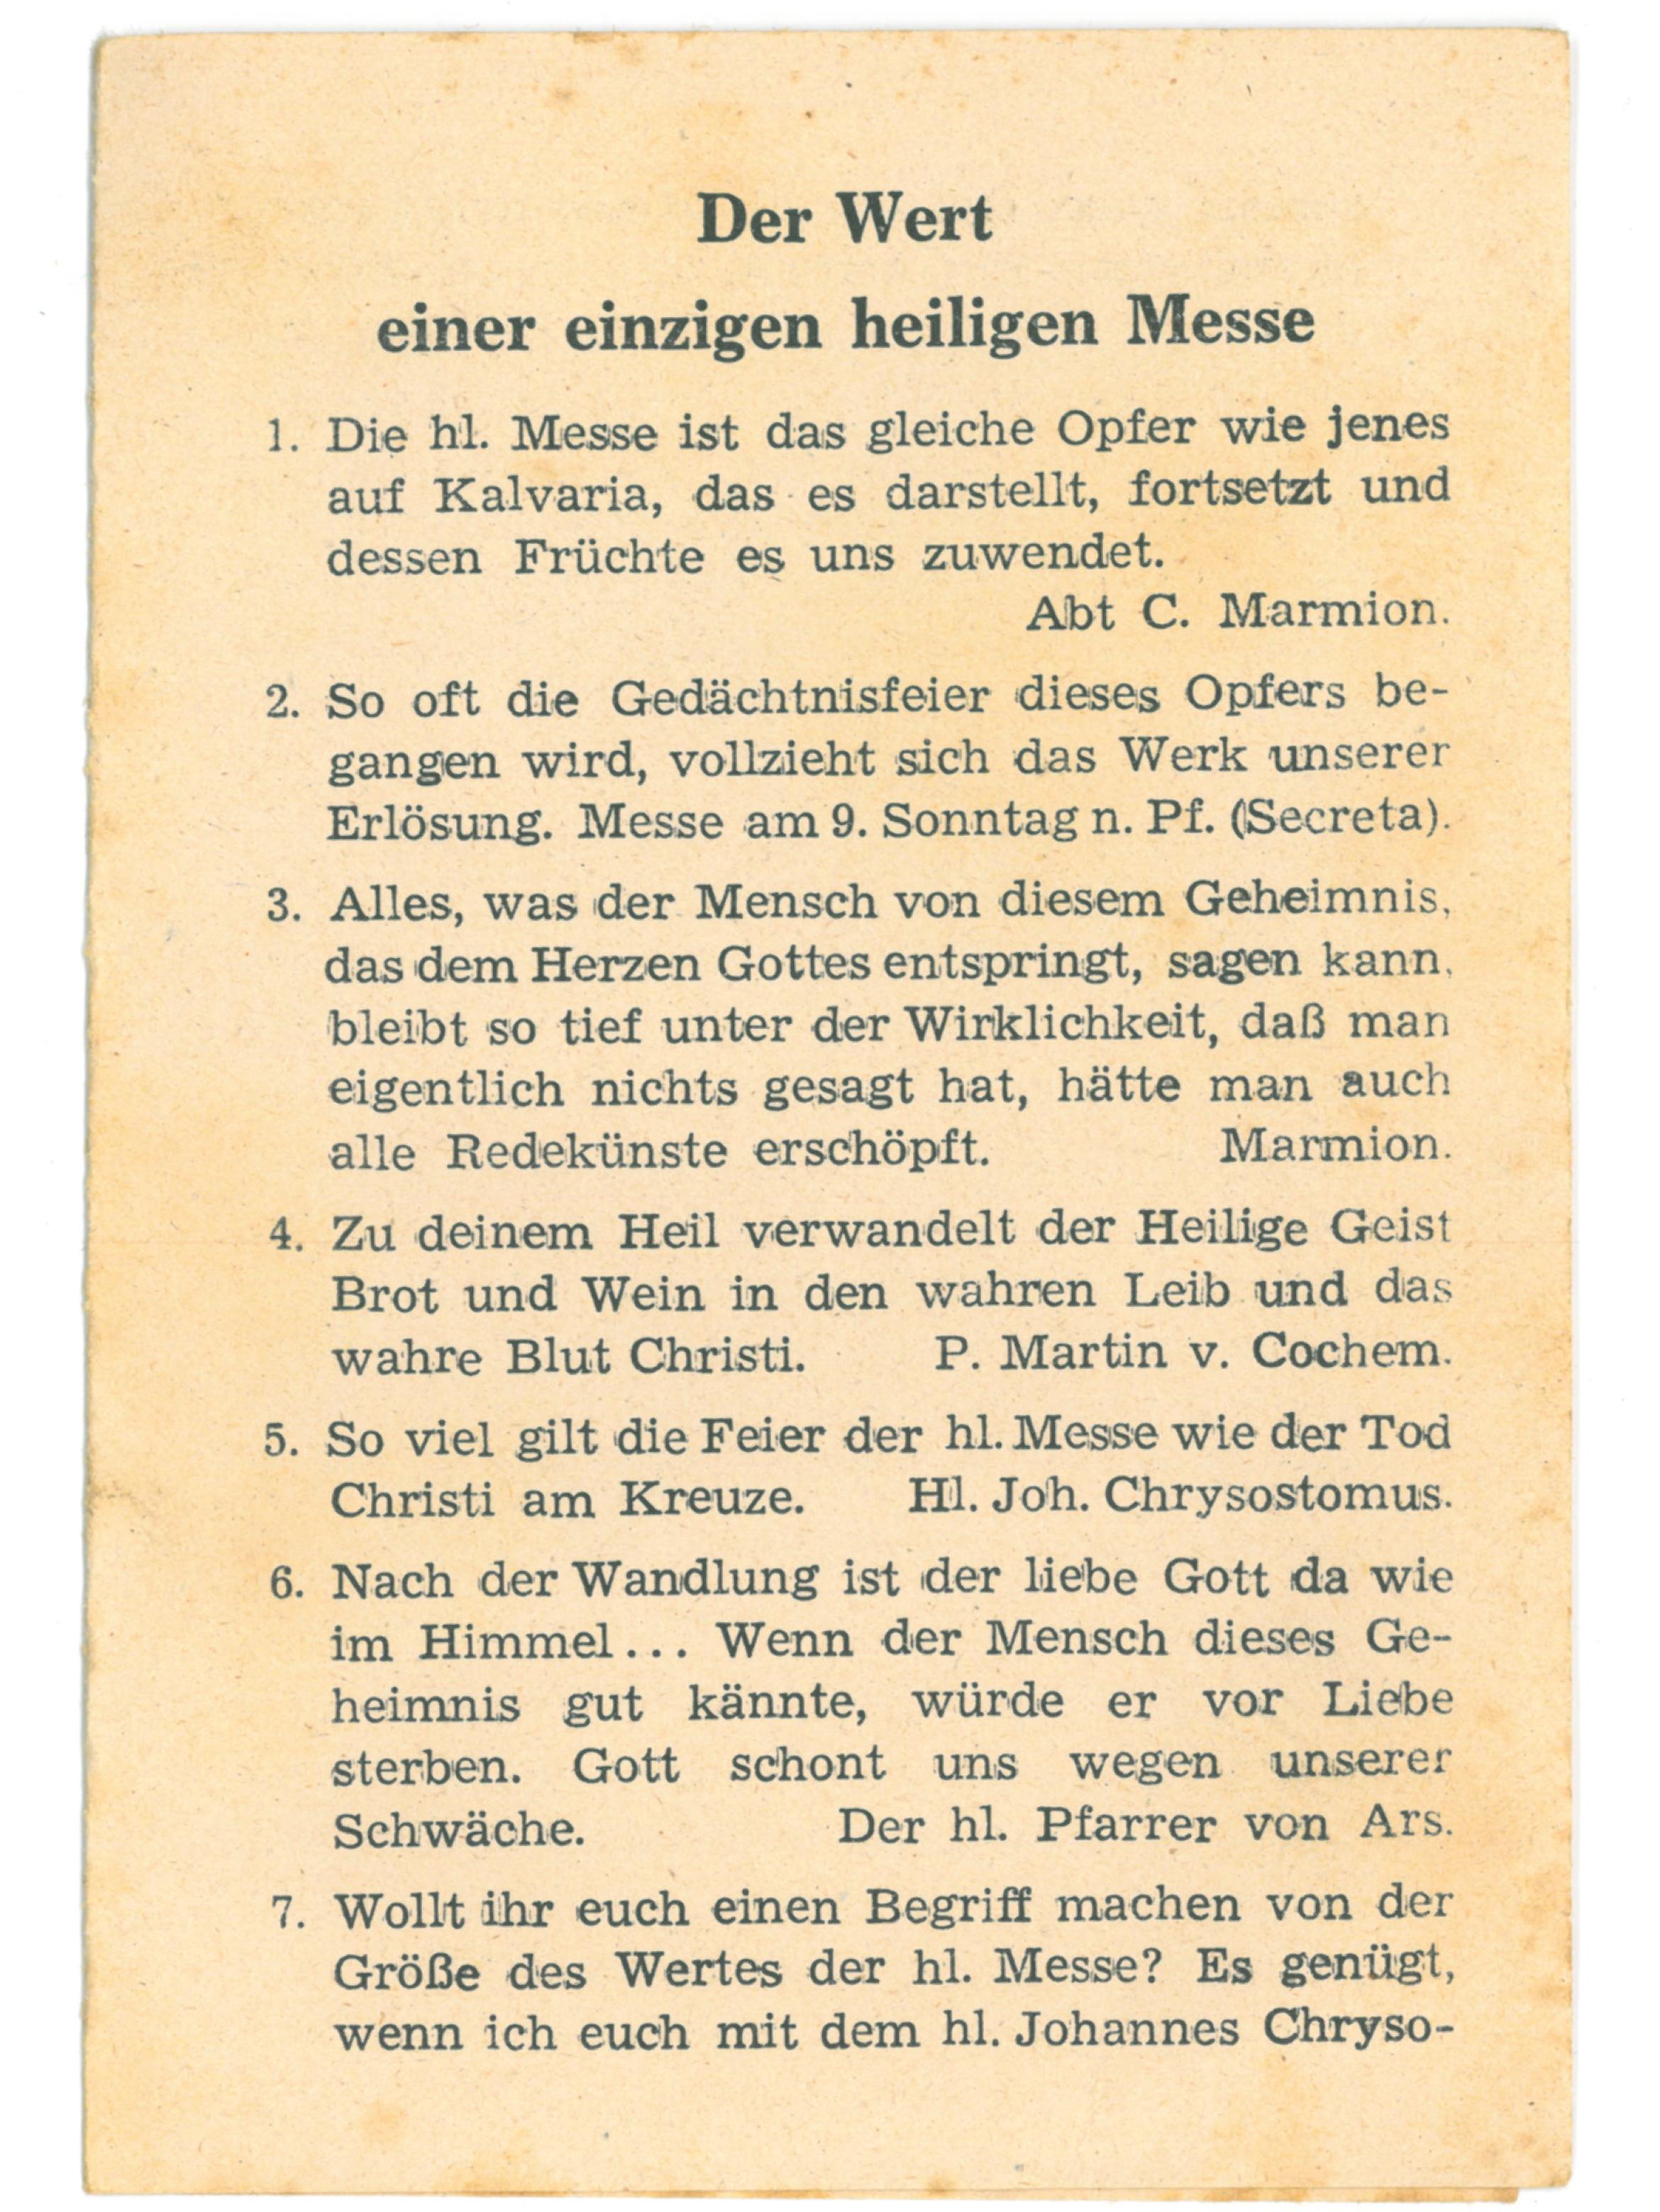 Der Wert
einer einzigen heiligen Messe
1. Die hl. Messe ist das gleiche Opfer wie jenes
auf Kalvaria, das es darstellt, fortsetzt und
dessen Früchte es uns zuwendet.
Abt C. Marmion.
2. So oft die Gedächtnisfeier dieses Opfers be-
gangen wird, vollzieht sich das Werk unserer
Erlösung. Messe am 9. Sonntag n. Pf. (Secreta).
3. Alles, was der Mensch von diesem Geheimnis,
das dem Herzen Gottes entspringt, sagen kann,
bleibt so tief unter der Wirklichkeit, daß man
eigentlich nichts gesagt hat, hätte man auch
alle Redekünste erschöpft. Marmion.
4. Zu deinem Heil verwandelt der Heilige Geist
Brot und Wein in den wahren Leib und das
wahre Blut Christi. P. Martin v. Cochem.
5. So viel gilt die Feier der hl. Messe wie der Tod
Christi am Kreuze. Hl. Joh. Chrysostomus.
6. Nach der Wandlung ist der liebe Gott da wie
im Himmel... Wenn der Mensch dieses Ge-
heimnis gut kännte, würde er vor Liebe
sterben. Gott schont uns wegen unserer
Schwäche. Der hl. Pfarrer von Ars.
7. Wollt ihr euch einen Begriff machen von der
Größe des Wertes der hl. Messe? Es genügt,
wenn ich euch mit dem hl. Johannes Chryso-